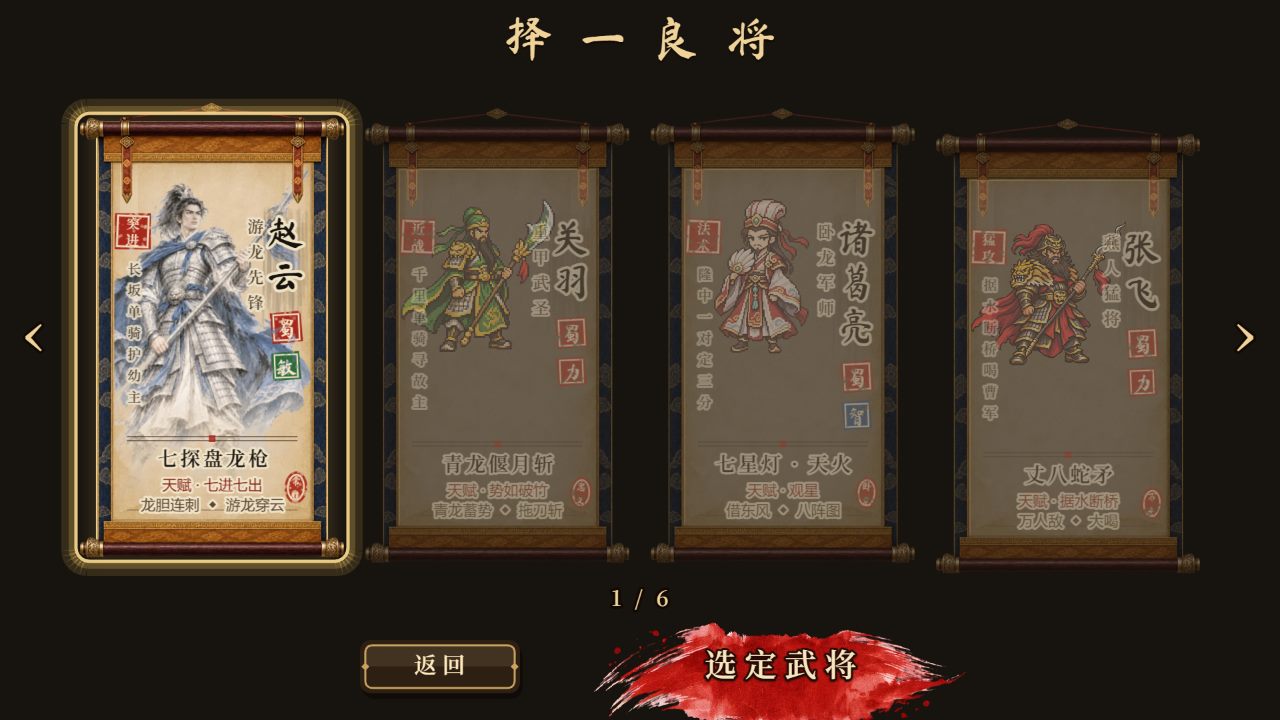 择一良将
突进
赵云
游龙先锋
长坂单骑护幼主
蜀
敏
七探盘龙枪
天赋·七进七出
龙胆连刺 ◆ 游龙穿云
关羽
重甲武圣
千里单骑寻故主
蜀
力
青龙偃月斩
天赋·势如破竹
青龙蓄势 ◆ 拖刀斩
法术
诸葛亮
卧龙军师
隆中一对定三分
蜀
智
七星灯·天火
天赋·观星
借东风 ◆ 八阵图
猛攻
张飞
燕人猛将
据水断桥喝曹军
蜀
力
丈八蛇矛
天赋·据水断桥
万人敌 ◆ 大喝
1 / 6
返回
选定武将